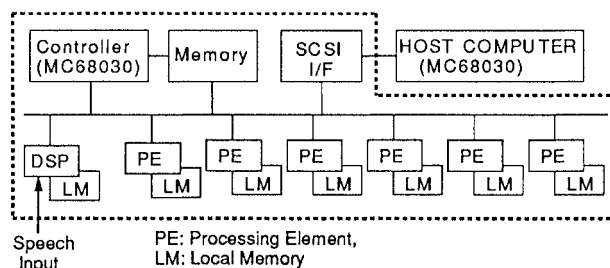 Controller
(MC68030)
Memory
SCSI
I/F
HOST COMPUTER
(MC68030)
DSP
LM
PE
LM
PE
LM
PE
LM
PE
LM
PE
LM
PE
LM
Speech
Input
PE: Processing Element,
LM: Local Memory